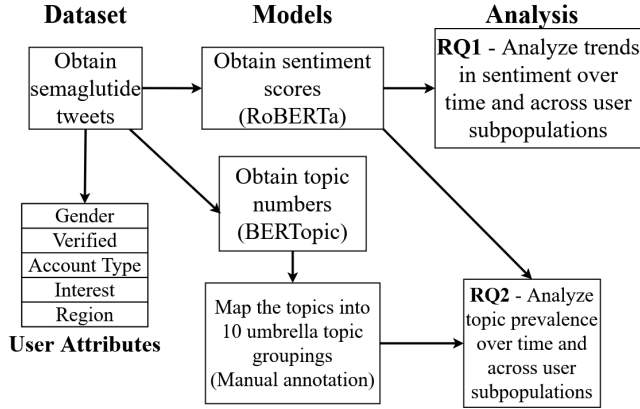 Dataset
Models
Analysis
Obtain
semaglutide
tweets
Obtain sentiment
scores
(RoBERTa)
RQ1 - Analyze trends
in sentiment over
time and across user
subpopulations
Obtain topic
numbers
(BERTopic)
Gender
Verified
Account Type
Interest
Region
User Attributes
Map the topics into
10 umbrella topic
groupings
(Manual annotation)
RQ2 - Analyze
topic prevalence
over time and
across user
subpopulations